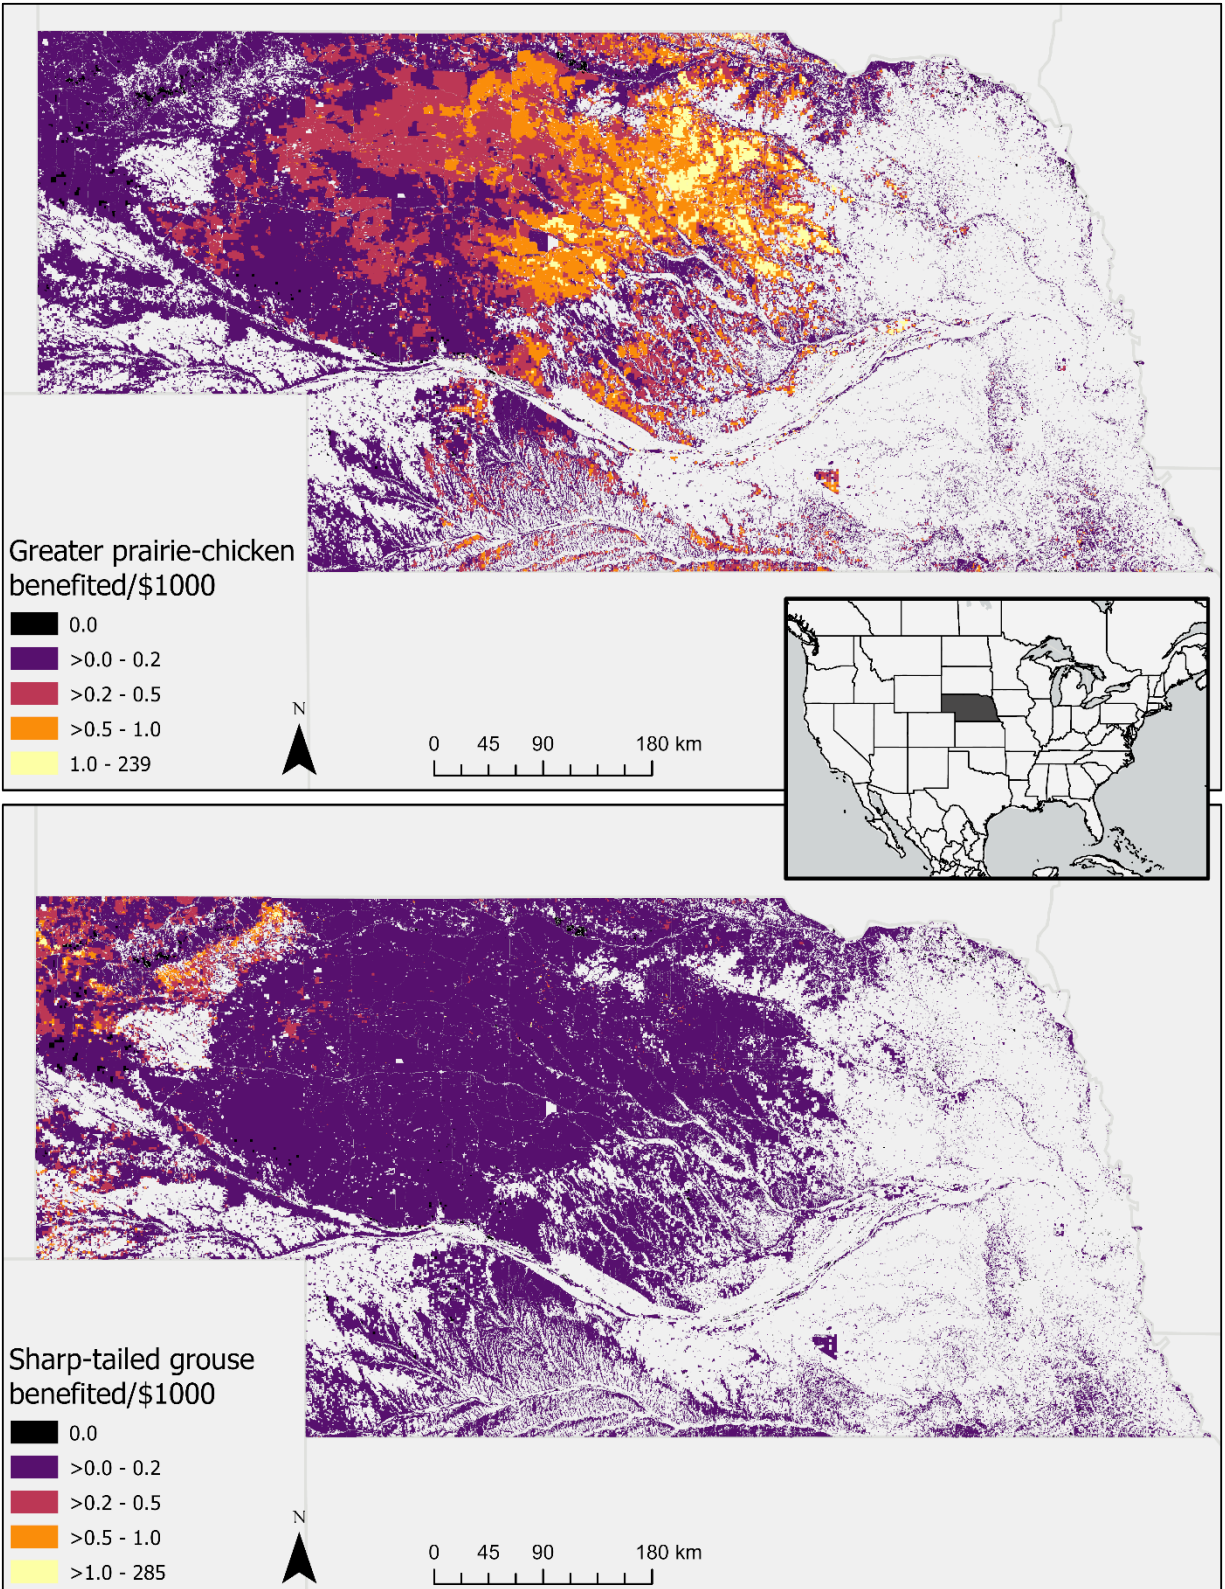 Greater prairie-chicken
benefited/$1000
0.0
>0.0 - 0.2
>0.2 - 0.5
>0.5 - 1.0
1.0 - 239
N
0 45 90 180 km
Sharp-tailed grouse
benefited/$1000
0.0
>0.0 - 0.2
>0.2 - 0.5
>0.5 - 1.0
>1.0 - 285
N
0 45 90 180 km